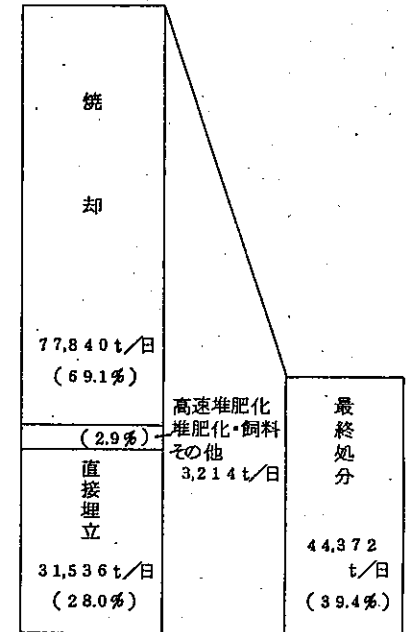 焼却
77,840t/日
(69.1%)
(2.9%)
高速堆肥化
堆肥化・飼料
その他
3,214t/日
直接埋立
31,536t/日
(28.0%)
最終処分
44,372
t/日
(39.4%)